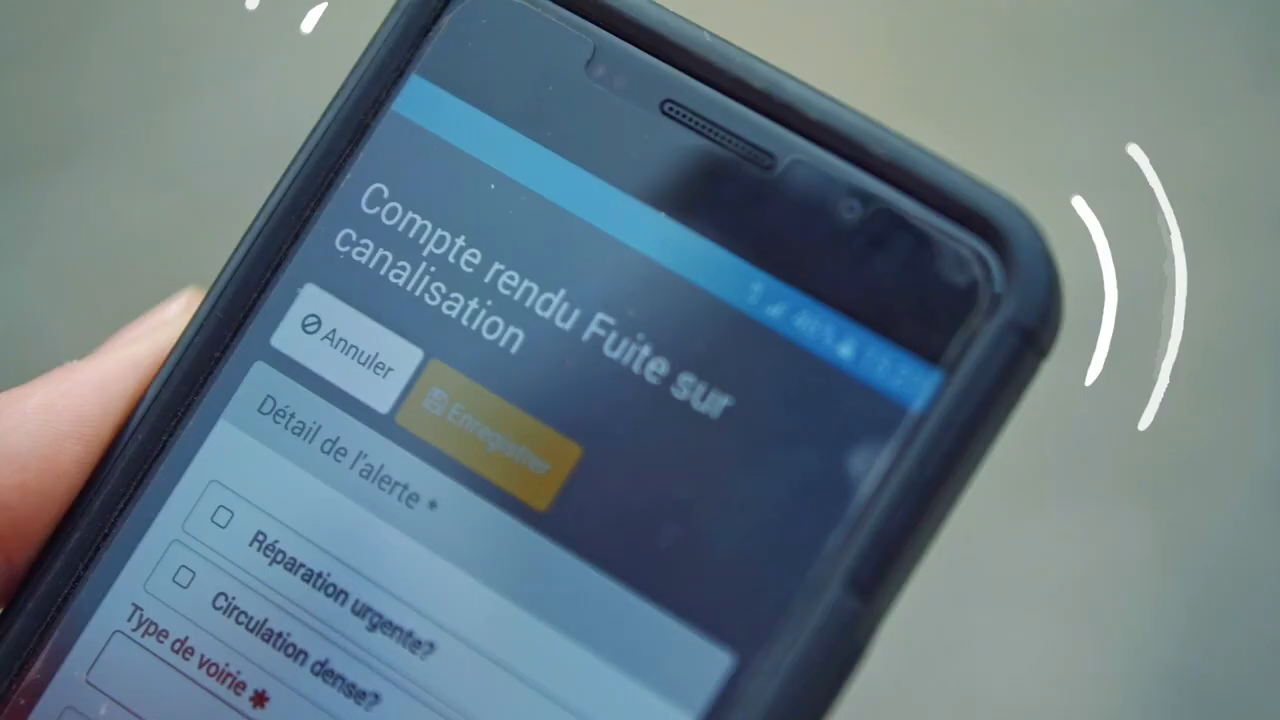 Compte rendu Fuite sur
canalisation
Annuler
Enregistrer
Détail de l'alerte *
Réparation urgente?
Circulation dense?
Type de voirie *